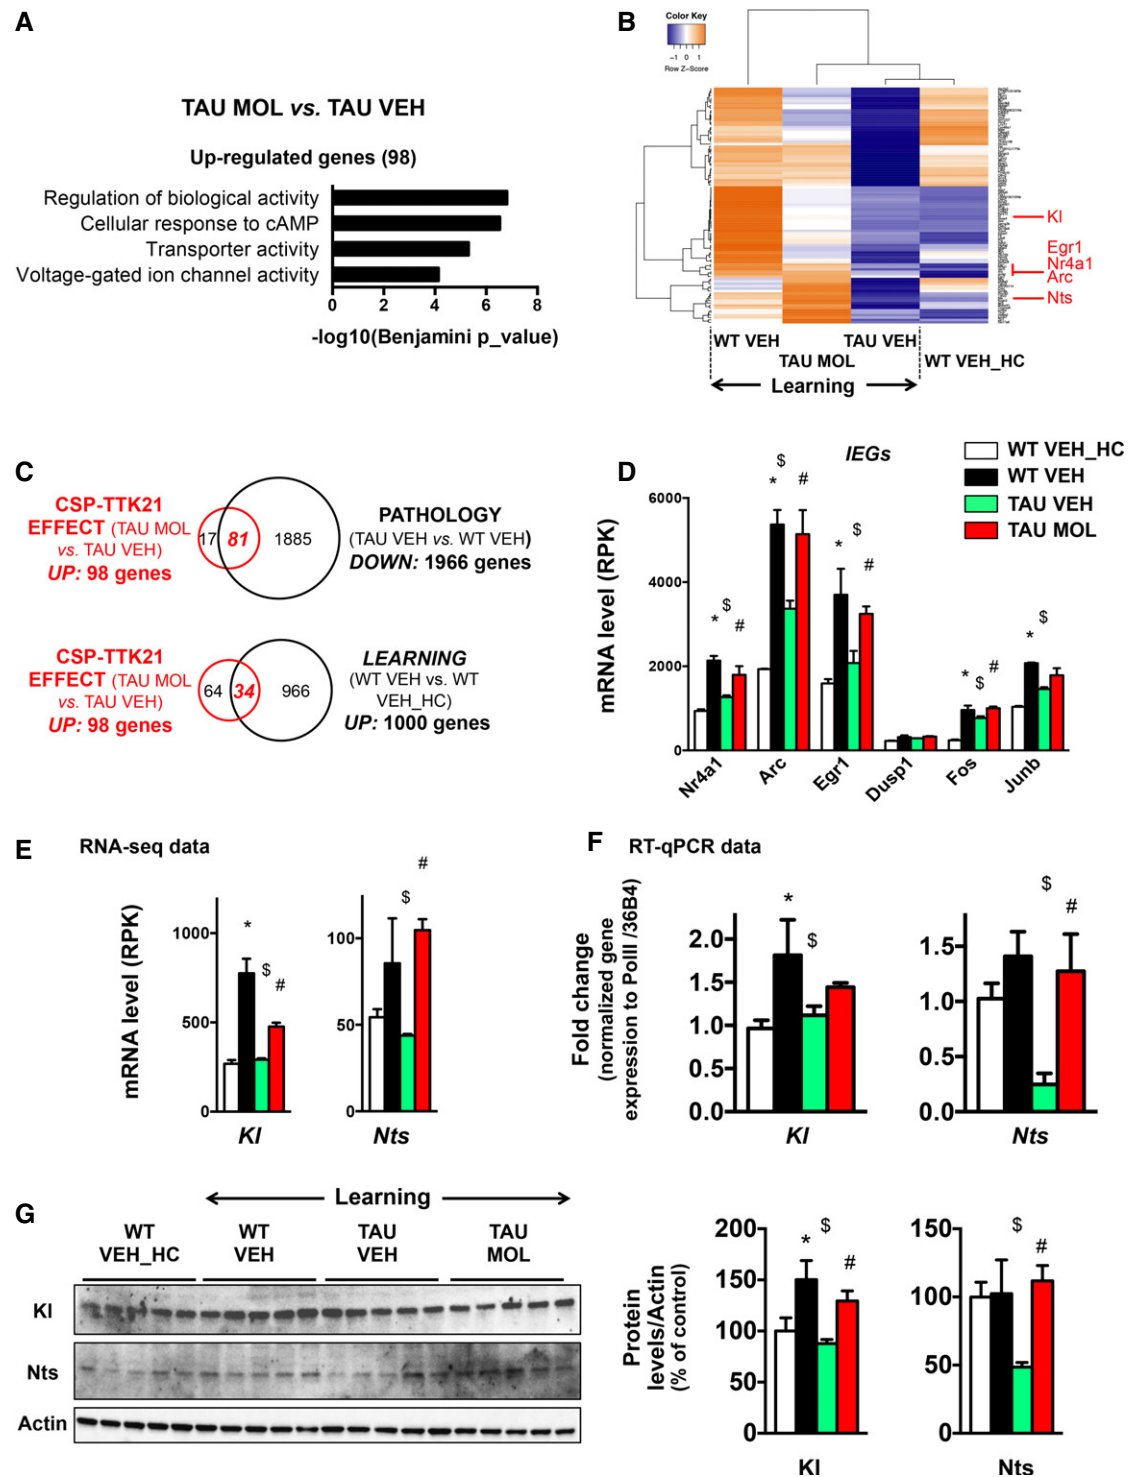 A
TAU MOL vs. TAU VEH
Up-regulated genes (98)
Regulation of biological activity
Cellular response to cAMP
Transporter activity
Voltage-gated ion channel activity
0 2 4 6 8
-log10(Benjamini p_value)
B
Color Key
-1 0 1
Row Z-Score
Kl
Egr1
Nr4a1
Arc
Nts
WT VEH
TAU MOL
TAU VEH
WT VEH_HC
Learning
C
CSP-TTK21
EFFECT (TAU MOL
vs. TAU VEH)
UP: 98 genes
17 81 1885
PATHOLOGY
(TAU VEH vs. WT VEH)
DOWN: 1966 genes
CSP-TTK21
EFFECT (TAU MOL
vs. TAU VEH)
UP: 98 genes
64 34 966
LEARNING
(WT VEH vs. WT
VEH_HC)
UP: 1000 genes
D
IEGs
WT VEH_HC
WT VEH
TAU VEH
TAU MOL
mRNA level (RPK)
6000
4000
2000
0
* $ #
* $ #
* $ #
* $ #
* $
Nr4a1 Arc Egr1 Dusp1 Fos Junb
E
RNA-seq data
mRNA level (RPK)
1000
500
0
* $ #
Kl
100
50
0
$ #
Nts
F
RT-qPCR data
Fold change
(normalized gene
expression to PolII /36B4)
2.0
1.5
1.0
0.5
0.0
* $
Kl
1.5
1.0
0.5
0.0
$ #
Nts
G
Learning
WT
VEH_HC
WT
VEH
TAU
VEH
TAU
MOL
Kl
Nts
Actin
Protein
levels/Actin
(% of control)
200
150
100
50
0
* $ #
Kl
150
100
50
0
$ #
Nts